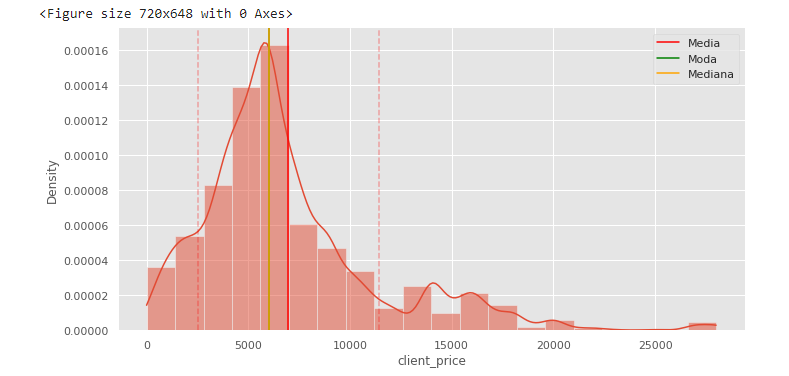 <Figure size 720x648 with 0 Axes>
0.00016
0.00014
0.00012
0.00010
0.00008
0.00006
0.00004
0.00002
0.00000
Density
Media
Moda
Mediana
0 5000 10000 15000 20000 25000
client_price